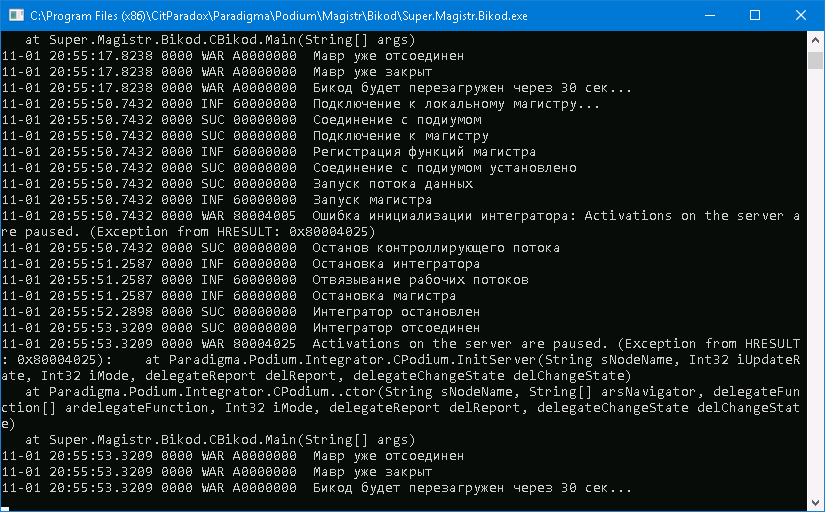 C:\Program Files (x86)\CitParadox\Paradigma\Podium\Magistr\Bikod\Super.Magistr.Bikod.exe
at Super.Magistr.Bikod.CBikod.Main(String[] args)
11-01 20:55:17.8238 0000 WAR A0000000  Мавр уже отсоединен
11-01 20:55:17.8238 0000 WAR A0000000  Мавр уже закрыт
11-01 20:55:17.8238 0000 WAR A0000000  Бикод будет перезагружен через 30 сек...
11-01 20:55:50.7432 0000 INF 60000000  Подключение к локальному магистру...
11-01 20:55:50.7432 0000 SUC 00000000  Соединение с подиумом
11-01 20:55:50.7432 0000 SUC 00000000  Подключение к магистру
11-01 20:55:50.7432 0000 INF 60000000  Регистрация функций магистра
11-01 20:55:50.7432 0000 SUC 00000000  Соединение с подиумом установлено
11-01 20:55:50.7432 0000 SUC 00000000  Запуск потока данных
11-01 20:55:50.7432 0000 INF 60000000  Запуск магистра
11-01 20:55:50.7432 0000 WAR 80004005  Ошибка инициализации интегратора: Activations on the server a
re paused. (Exception from HRESULT: 0x80004025)
11-01 20:55:50.7432 0000 SUC 00000000  Останов контроллирующего потока
11-01 20:55:51.2587 0000 INF 60000000  Остановка интегратора
11-01 20:55:51.2587 0000 INF 60000000  Отвязывание рабочих потоков
11-01 20:55:51.2587 0000 INF 60000000  Остановка магистра
11-01 20:55:52.2898 0000 SUC 00000000  Интегратор остановлен
11-01 20:55:53.3209 0000 SUC 00000000  Интегратор отсоединен
11-01 20:55:53.3209 0000 WAR 80004025  Activations on the server are paused. (Exception from HRESULT
: 0x80004025):    at Paradigma.Podium.Integrator.CPodium.InitServer(String sNodeName, Int32 iUpdateR
ate, Int32 iMode, delegateReport delReport, delegateChangeState delChangeState)
at Paradigma.Podium.Integrator.CPodium..ctor(String sNodeName, String[] arsNavigator, delegateFun
ction[] ardelegateFunction, Int32 iMode, delegateReport delReport, delegateChangeState delChangeStat
e)
at Super.Magistr.Bikod.CBikod.Main(String[] args)
11-01 20:55:53.3209 0000 WAR A0000000  Мавр уже отсоединен
11-01 20:55:53.3209 0000 WAR A0000000  Мавр уже закрыт
11-01 20:55:53.3209 0000 WAR A0000000  Бикод будет перезагружен через 30 сек...